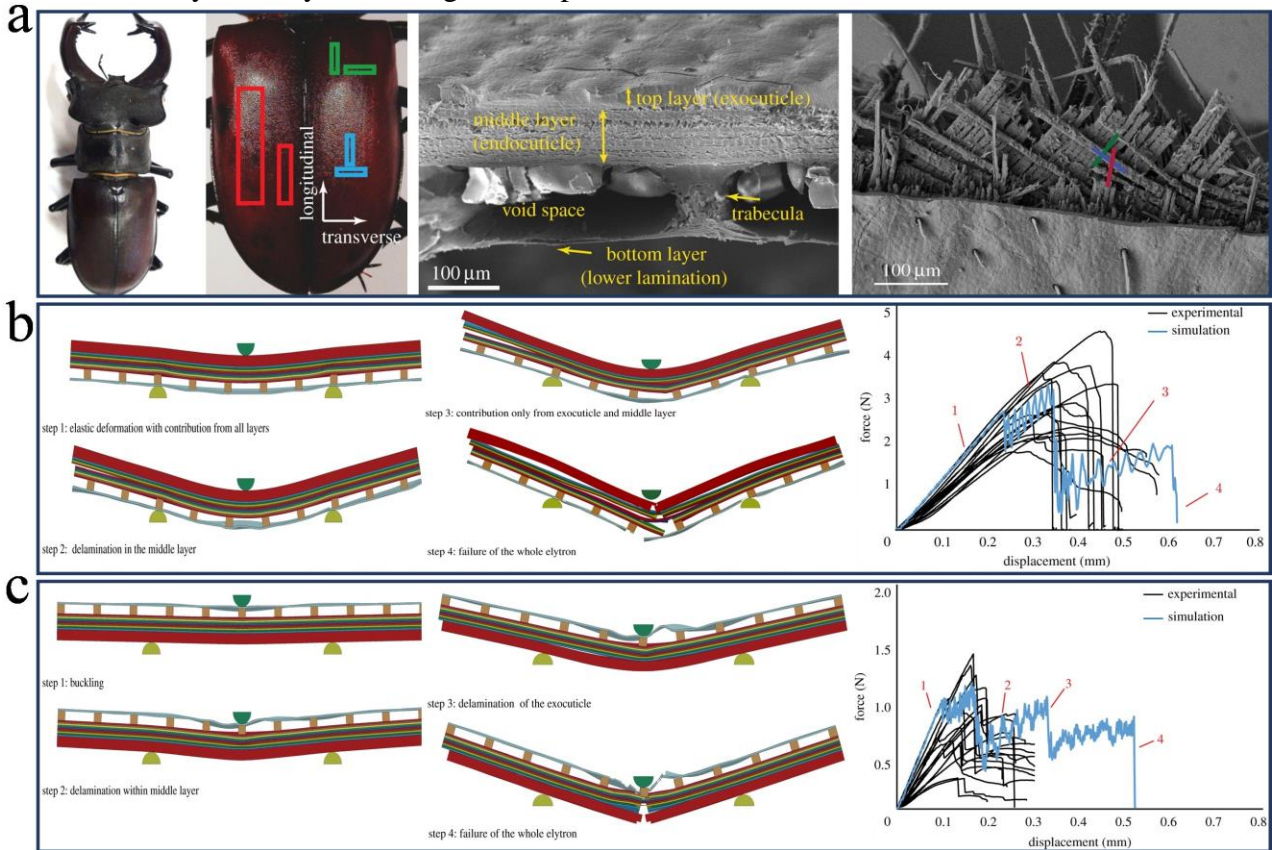 a
longitudinal
transverse
top layer (exocuticle)
middle layer
(endocuticle)
void space
trabecula
bottom layer
(lower lamination)
100 μm
100 μm
b
step 1: elastic deformation with contribution from all layers
step 3: contribution only from exocuticle and middle layer
step 2: delamination in the middle layer
step 4: failure of the whole elytron
5
4
3
2
1
0
force (N)
experimental
simulation
1
2
3
4
0.1 0.2 0.3 0.4 0.5 0.6 0.7 0.8
displacement (mm)
c
step 1: buckling
step 3: delamination of the exocuticle
step 2: delamination within middle layer
step 4: failure of the whole elytron
2.0
1.5
1.0
0.5
0
force (N)
experimental
simulation
1
2
3
4
0.1 0.2 0.3 0.4 0.5 0.6 0.7 0.8
displacement (mm)